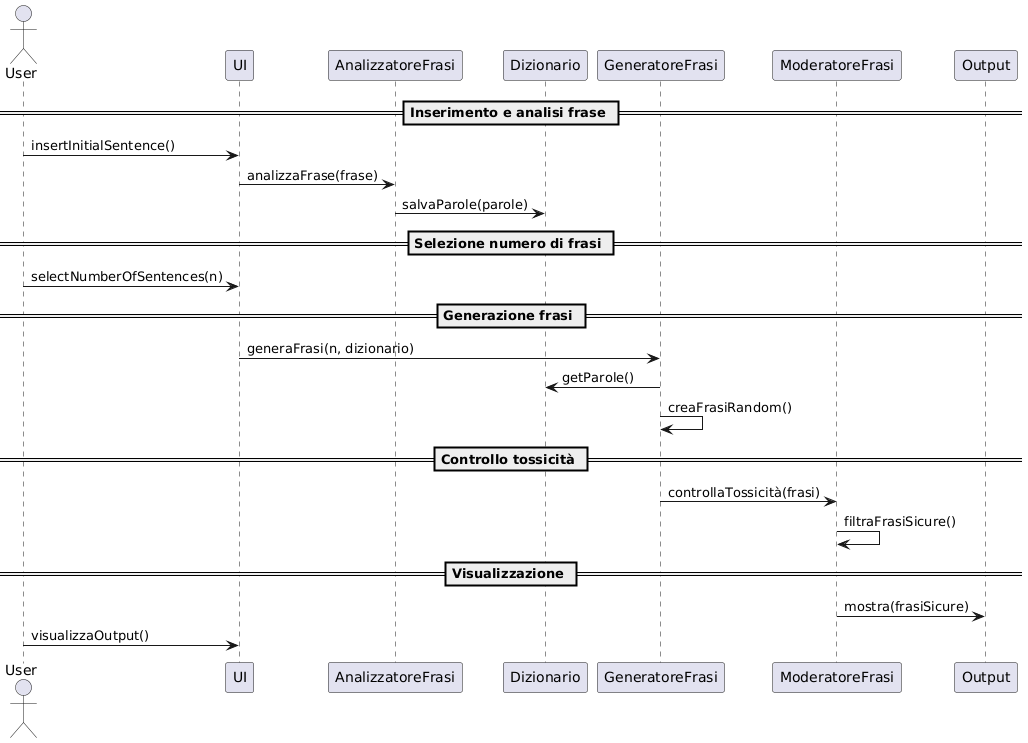 User
UI
AnalizzatoreFrasi
Dizionario
GeneratoreFrasi
ModeratoreFrasi
Output
Inserimento e analisi frase
insertInitialSentence()
analizzaFrase(frase)
salvaParole(parole)
Selezione numero di frasi
selectNumberOfSentences(n)
Generazione frasi
generaFrasi(n, dizionario)
getParole()
creaFrasiRandom()
Controllo tossicità
controllaTossicità(frasi)
filtraFrasiSicure()
Visualizzazione
mostra(frasiSicure)
visualizzaOutput()
User
UI
AnalizzatoreFrasi
Dizionario
GeneratoreFrasi
ModeratoreFrasi
Output